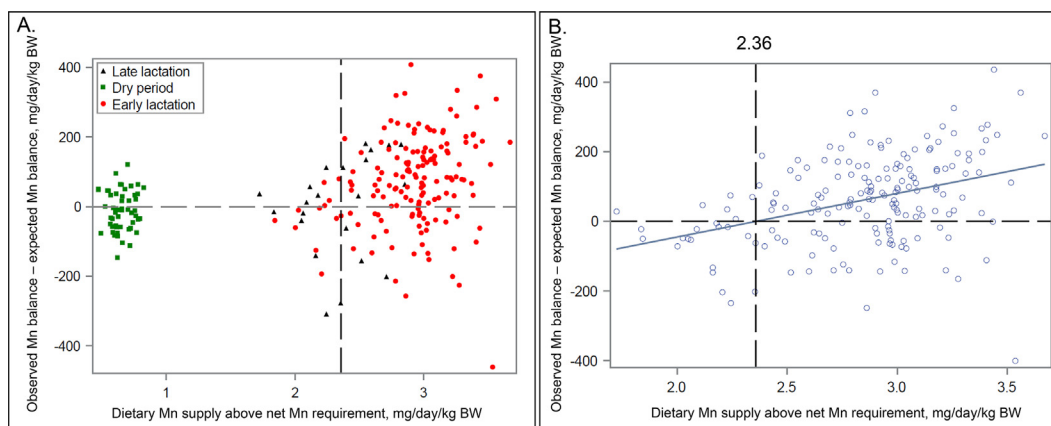 A.
Observed Mn balance – expected Mn balance, mg/day/kg BW
400
200
0
-200
-400
Late lactation
Dry period
Early lactation
1
2
3
Dietary Mn supply above net Mn requirement, mg/day/kg BW
B.
2.36
Observed Mn balance – expected Mn balance, mg/day/kg BW
400
200
0
-200
-400
2.0
2.5
3.0
3.5
Dietary Mn supply above net Mn requirement, mg/day/kg BW